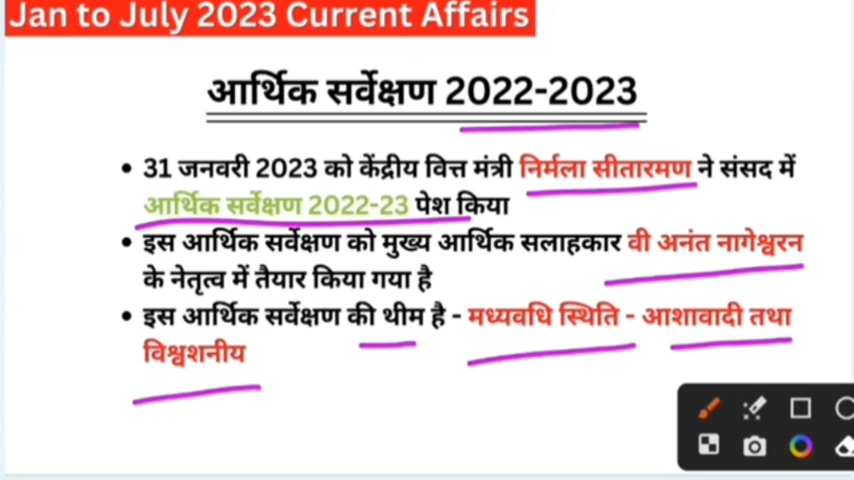 Jan to July 2023 Current Affairs
आर्थिक सर्वेक्षण 2022-2023
• 31 जनवरी 2023 को केंद्रीय वित्त मंत्री निर्मला सीतारमण ने संसद में
आर्थिक सर्वेक्षण 2022-23 पेश किया
• इस आर्थिक सर्वेक्षण को मुख्य आर्थिक सलाहकार वी अनंत नागेश्वरन
के नेतृत्व में तैयार किया गया है
• इस आर्थिक सर्वेक्षण की थीम है - मध्यवधि स्थिति - आशावादी तथा
विश्वशनीय